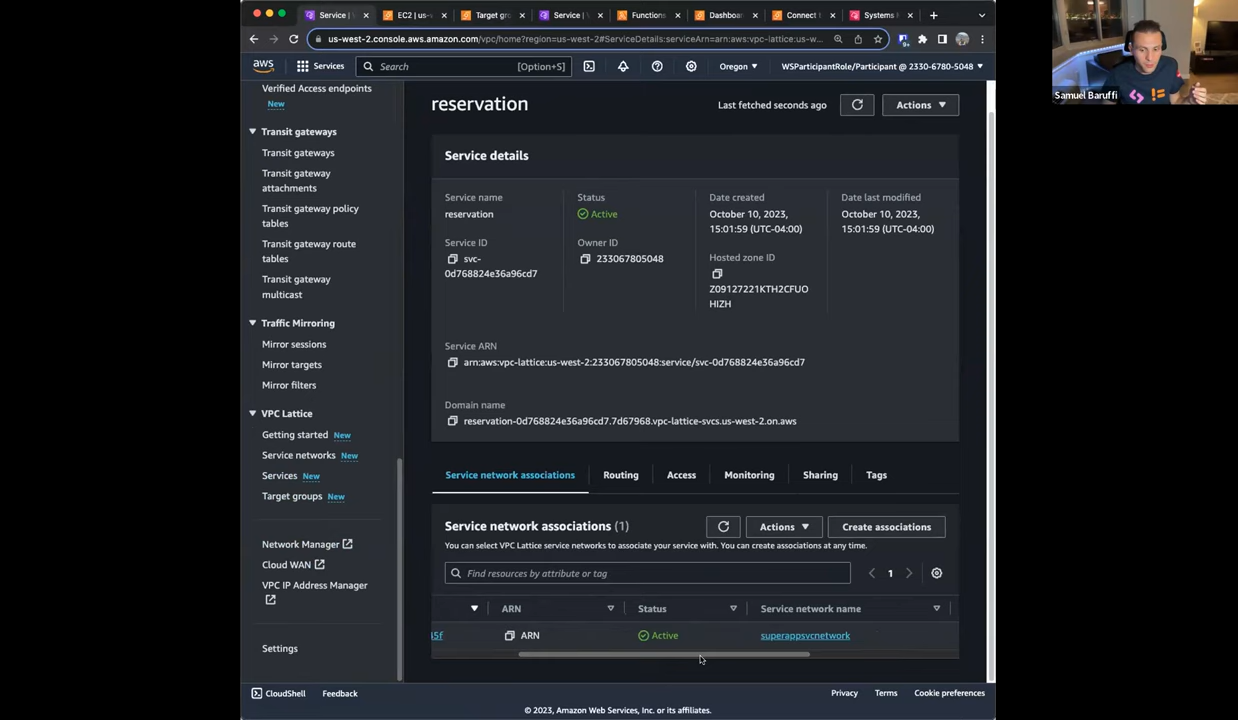 Service |
EC2 | us-
Target gr
Service |
Functions
Dashboa
Connect
Systems
us-west-2.console.aws.amazon.com/vpc/home?region=us-west-2#ServiceDetails:serviceArn=arn:aws:vpc-lattice:us-w...
aws
Services
Search
[Option+S]
Oregon
WSParticipantRole/Participant @ 2330-6780-5048
Samuel Baruffi
Verified Access endpoints
New
Transit gateways
Transit gateways
Transit gateway
attachments
Transit gateway policy
tables
Transit gateway route
tables
Transit gateway
multicast
Traffic Mirroring
Mirror sessions
Mirror targets
Mirror filters
VPC Lattice
Getting started New
Service networks New
Services New
Target groups New
Network Manager
Cloud WAN
VPC IP Address Manager
Settings
reservation
Last fetched seconds ago
Actions
Service details
Service name
reservation
Status
Active
Date created
October 10, 2023,
15:01:59 (UTC-04:00)
Date last modified
October 10, 2023,
15:01:59 (UTC-04:00)
Service ID
svc-
0d768824e36a96cd7
Owner ID
233067805048
Hosted zone ID
Z09127221KTH2CFUO
HIZH
Service ARN
arn:aws:vpc-lattice:us-west-2:233067805048:service/svc-0d768824e36a96cd7
Domain name
reservation-0d768824e36a96cd7.7d67968.vpc-lattice-svcs.us-west-2.on.aws
Service network associations
Routing
Access
Monitoring
Sharing
Tags
Service network associations (1)
Actions
Create associations
You can select VPC Lattice service networks to associate your service with. You can create associations at any time.
Find resources by attribute or tag
1
ARN
Status
Service network name
45f
ARN
Active
superappsvcnetwork
CloudShell
Feedback
Privacy
Terms
Cookie preferences
© 2023, Amazon Web Services, Inc. or its affiliates.